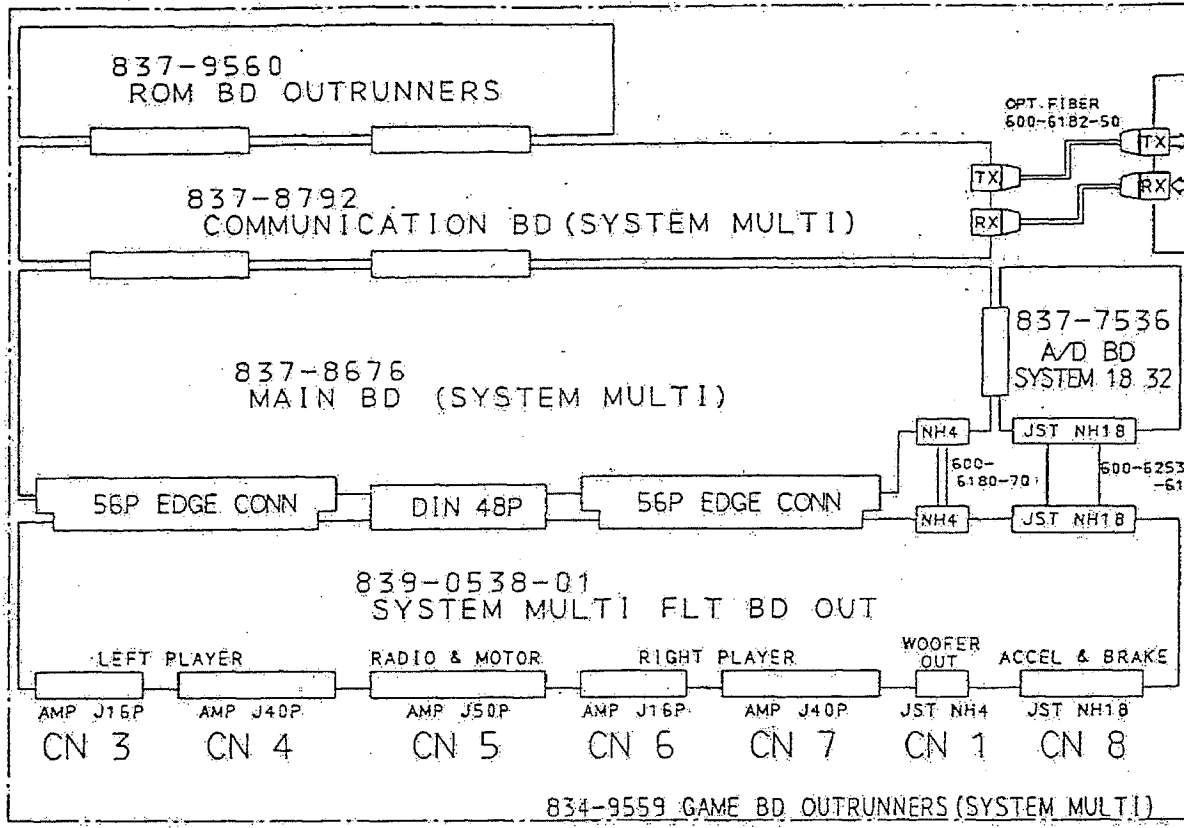 837-9560
ROM BD OUTRUNNERS
OPT.FIBER
600-6182-50
TX
TX
RX
RX
837-8792
COMMUNICATION BD (SYSTEM MULTI)
837-7536
A/D BD
SYSTEM 18 32
837-8676
MAIN BD (SYSTEM MULTI)
NH4
JST NH18
600-
6180-70
600-6253
-61
56P EDGE CONN
DIN 48P
56P EDGE CONN
NH4
JST NH18
839-0538-01
SYSTEM MULTI FLT BD OUT
LEFT PLAYER
RADIO & MOTOR
RIGHT PLAYER
WOOFER
OUT
ACCEL & BRAKE
AMP J16P
AMP J40P
AMP J50P
AMP J16P
AMP J40P
JST NH4
JST NH18
CN 3
CN 4
CN 5
CN 6
CN 7
CN 1
CN 8
834-9559 GAME BD OUTRUNNERS (SYSTEM MULTI)